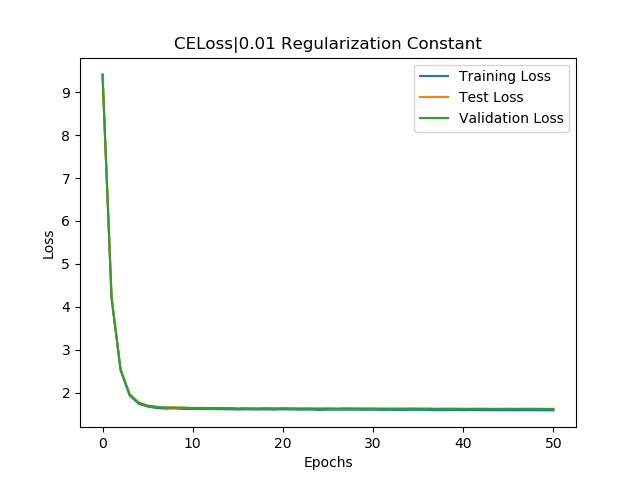 CELoss|0.01 Regularization Constant
Training Loss
Test Loss
Validation Loss
9
8
7
6
5
4
3
2
Loss
0 10 20 30 40 50
Epochs